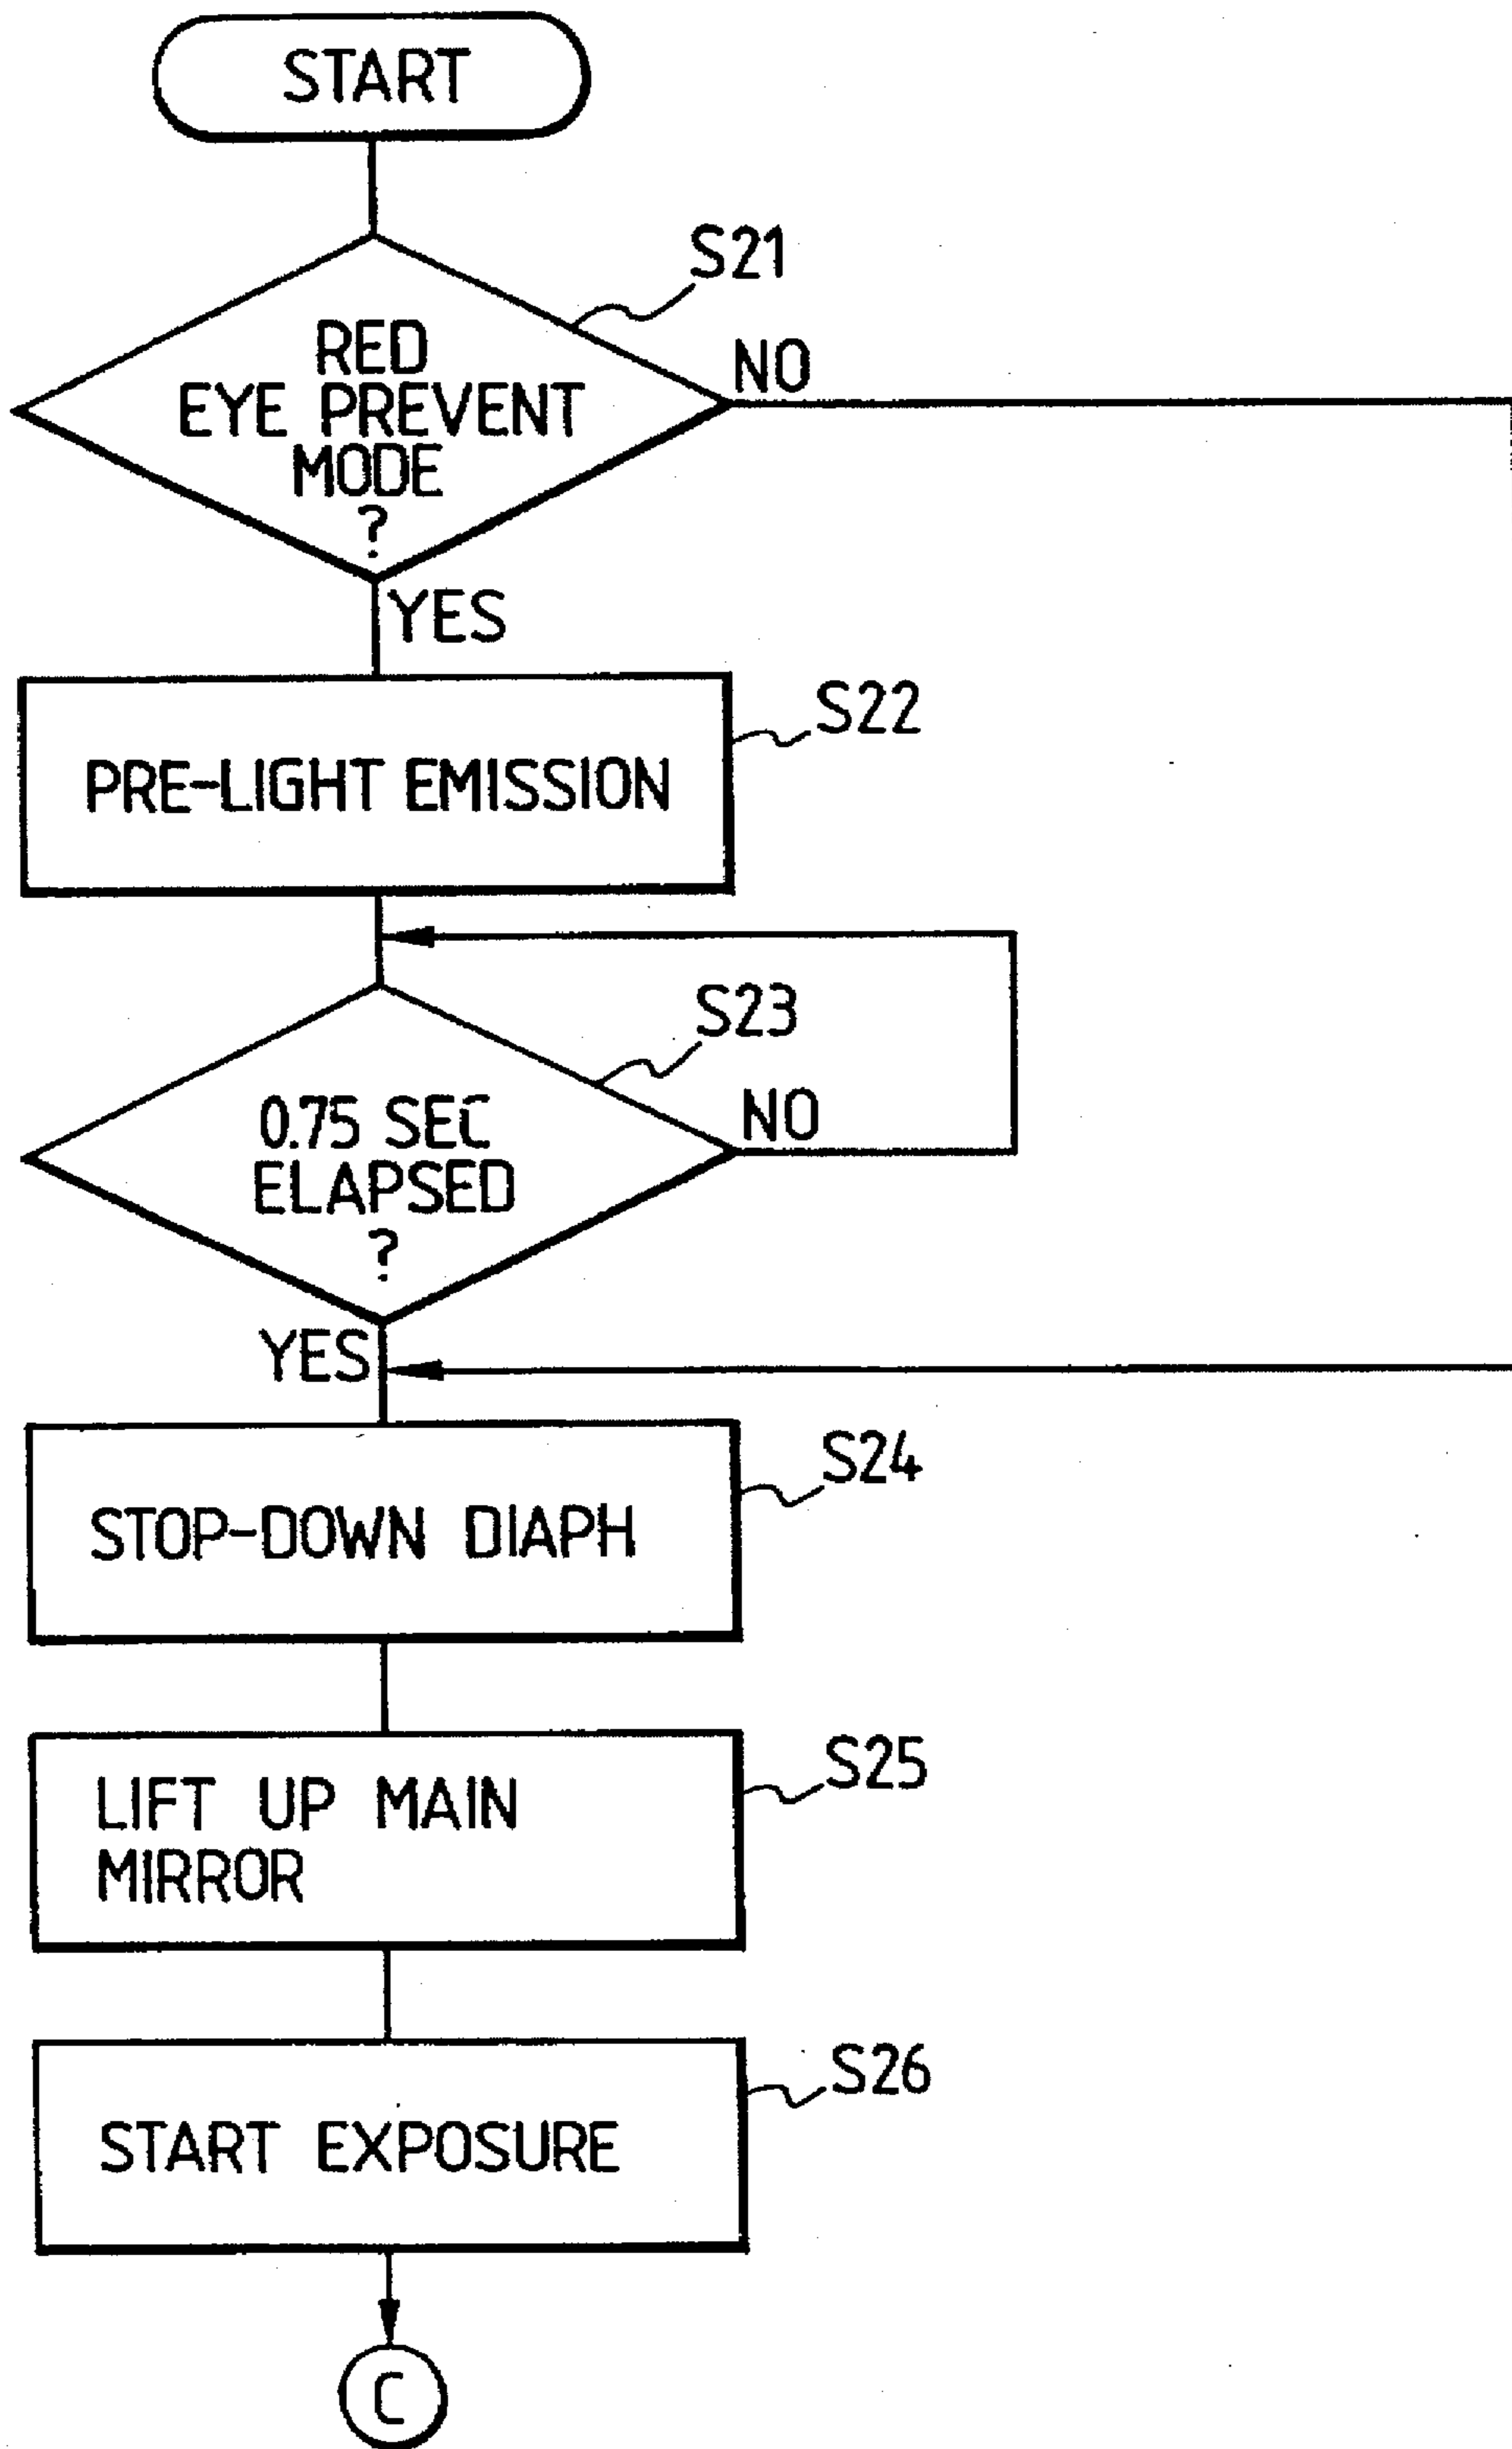 START
S21
RED
EYE PREVENT
MODE
?
NO
YES
S22
PRE-LIGHT EMISSION
S23
0.75 SEC
ELAPSED
?
NO
YES
S24
STOP-DOWN DIAPH
S25
LIFT UP MAIN
MIRROR
S26
START EXPOSURE
C